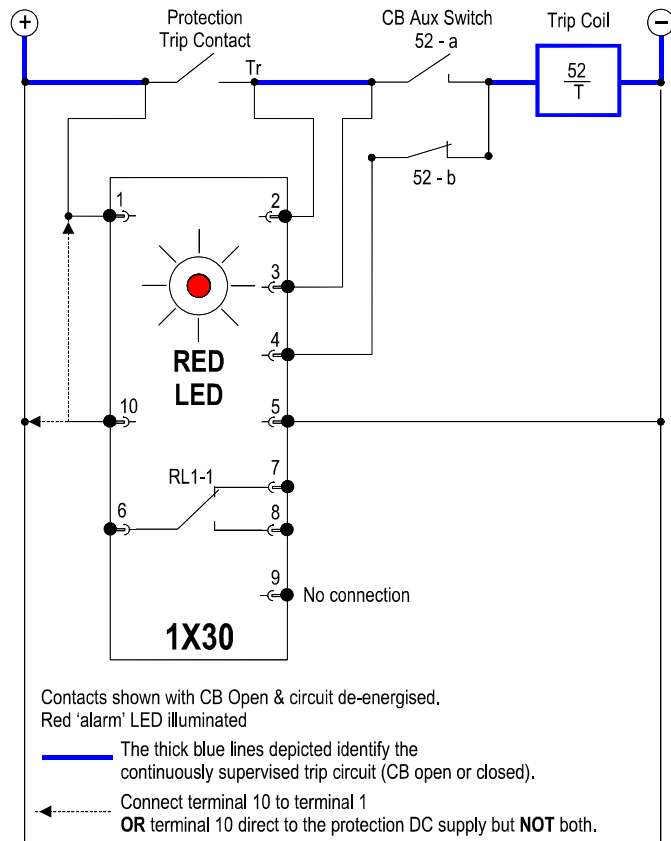 +
Protection
Trip Contact
CB Aux Switch
52 - a
Trip Coil
−
Tr
52
T
52 - b
1
2
3
RED
LED
4
10
5
RL1-1
7
6
8
9
No connection
1X30
Contacts shown with CB Open & circuit de-energised.
Red ‘alarm’ LED illuminated
The thick blue lines depicted identify the
continuously supervised trip circuit (CB open or closed).
Connect terminal 10 to terminal 1
OR terminal 10 direct to the protection DC supply but NOT both.